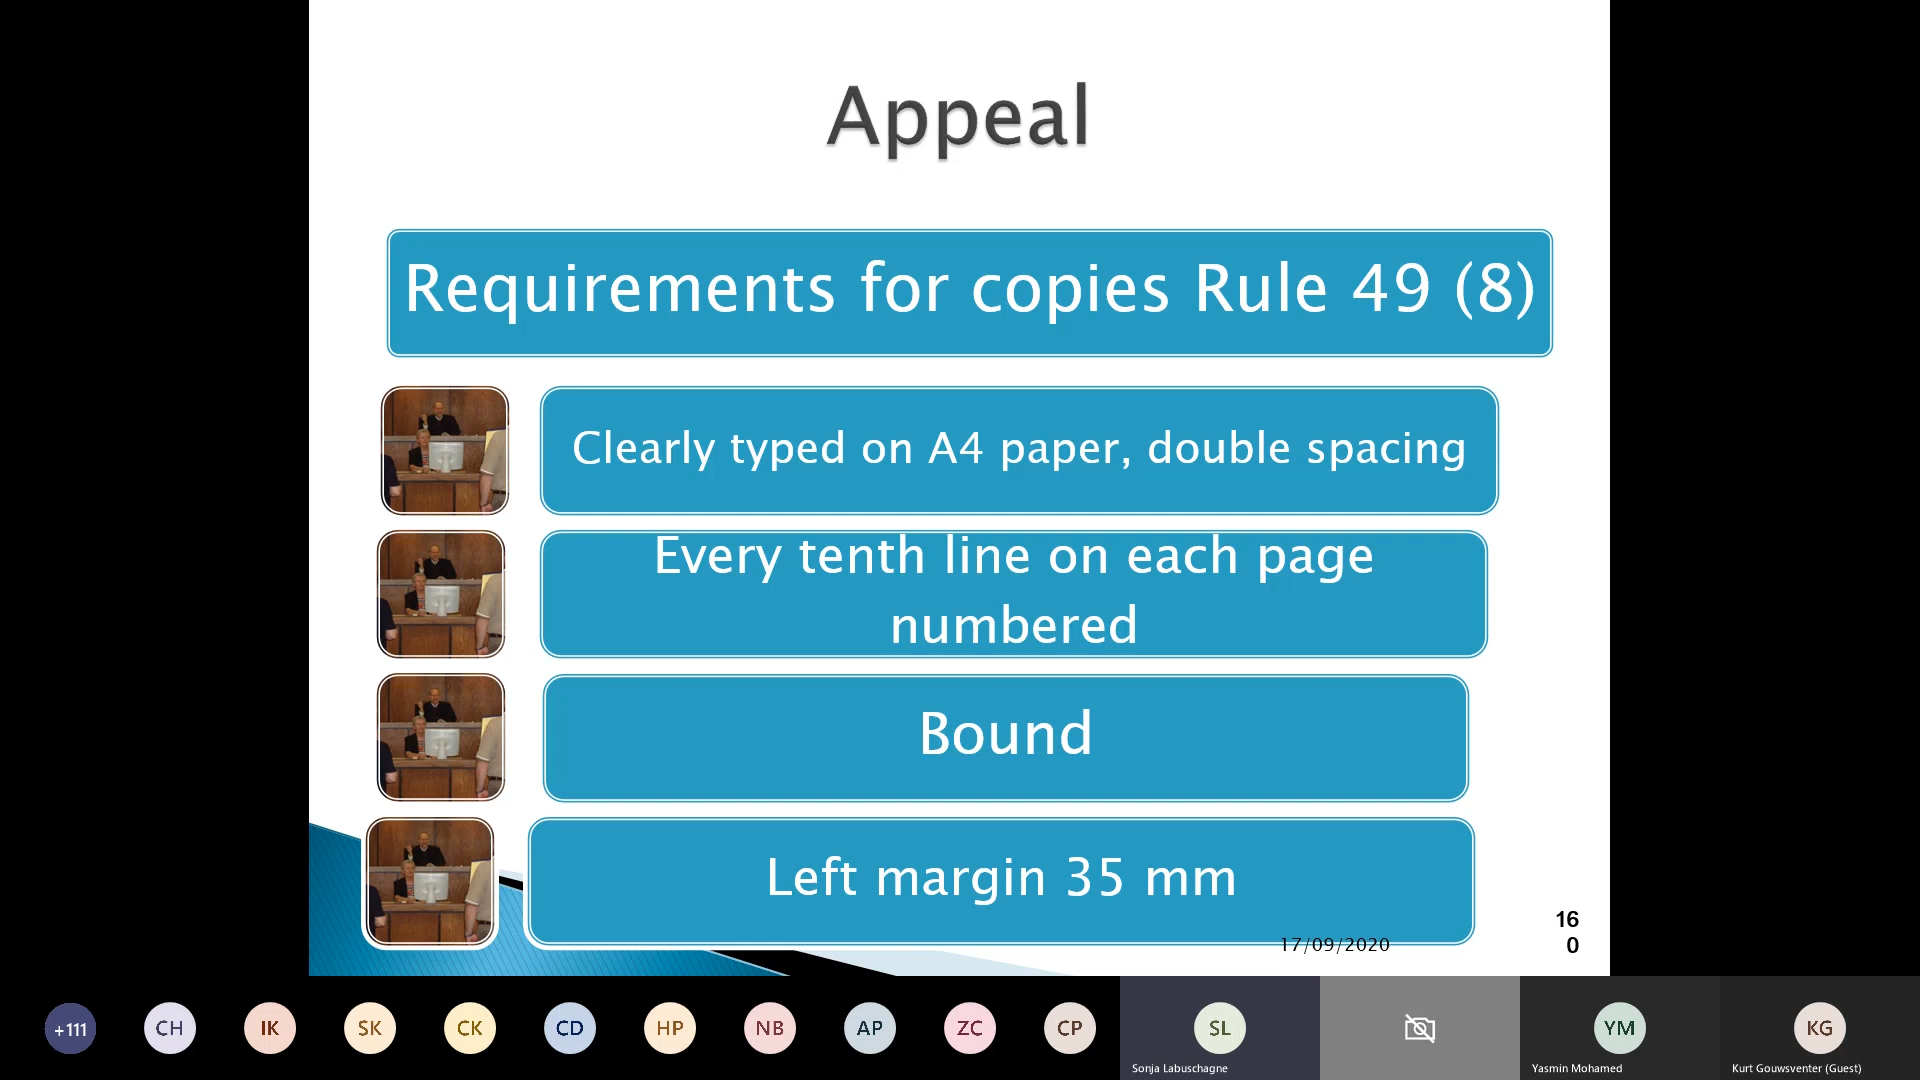 Appeal
Requirements for copies Rule 49 (8)
Clearly typed on A4 paper, double spacing
Every tenth line on each page
numbered
Bound
Left margin 35 mm
17/09/2020
16
0
+111
CH
IK
SK
CK
CD
HP
NB
AP
ZC
CP
SL
YM
KG
Sonja Labuschagne
Yasmin Mohamed
Kurt Gouwsventer (Guest)